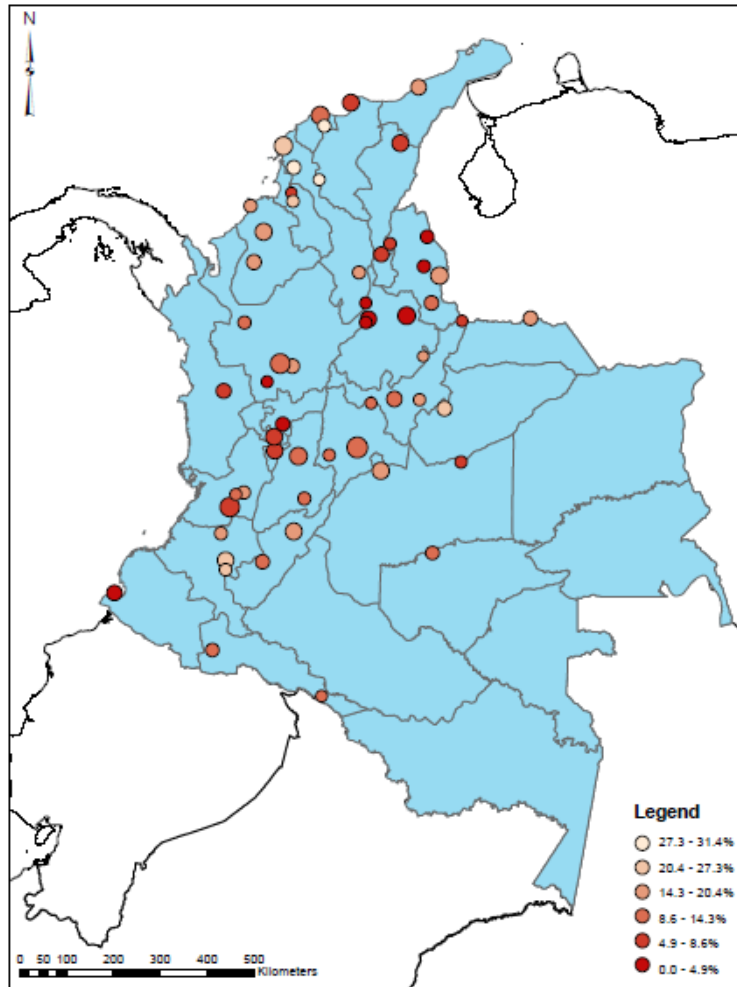 N
Legend
27.3 - 31.4%
20.4 - 27.3%
14.3 - 20.4%
8.6 - 14.3%
4.9 - 8.6%
0.0 - 4.9%
0 50 100 200 300 400 500
Kilometers